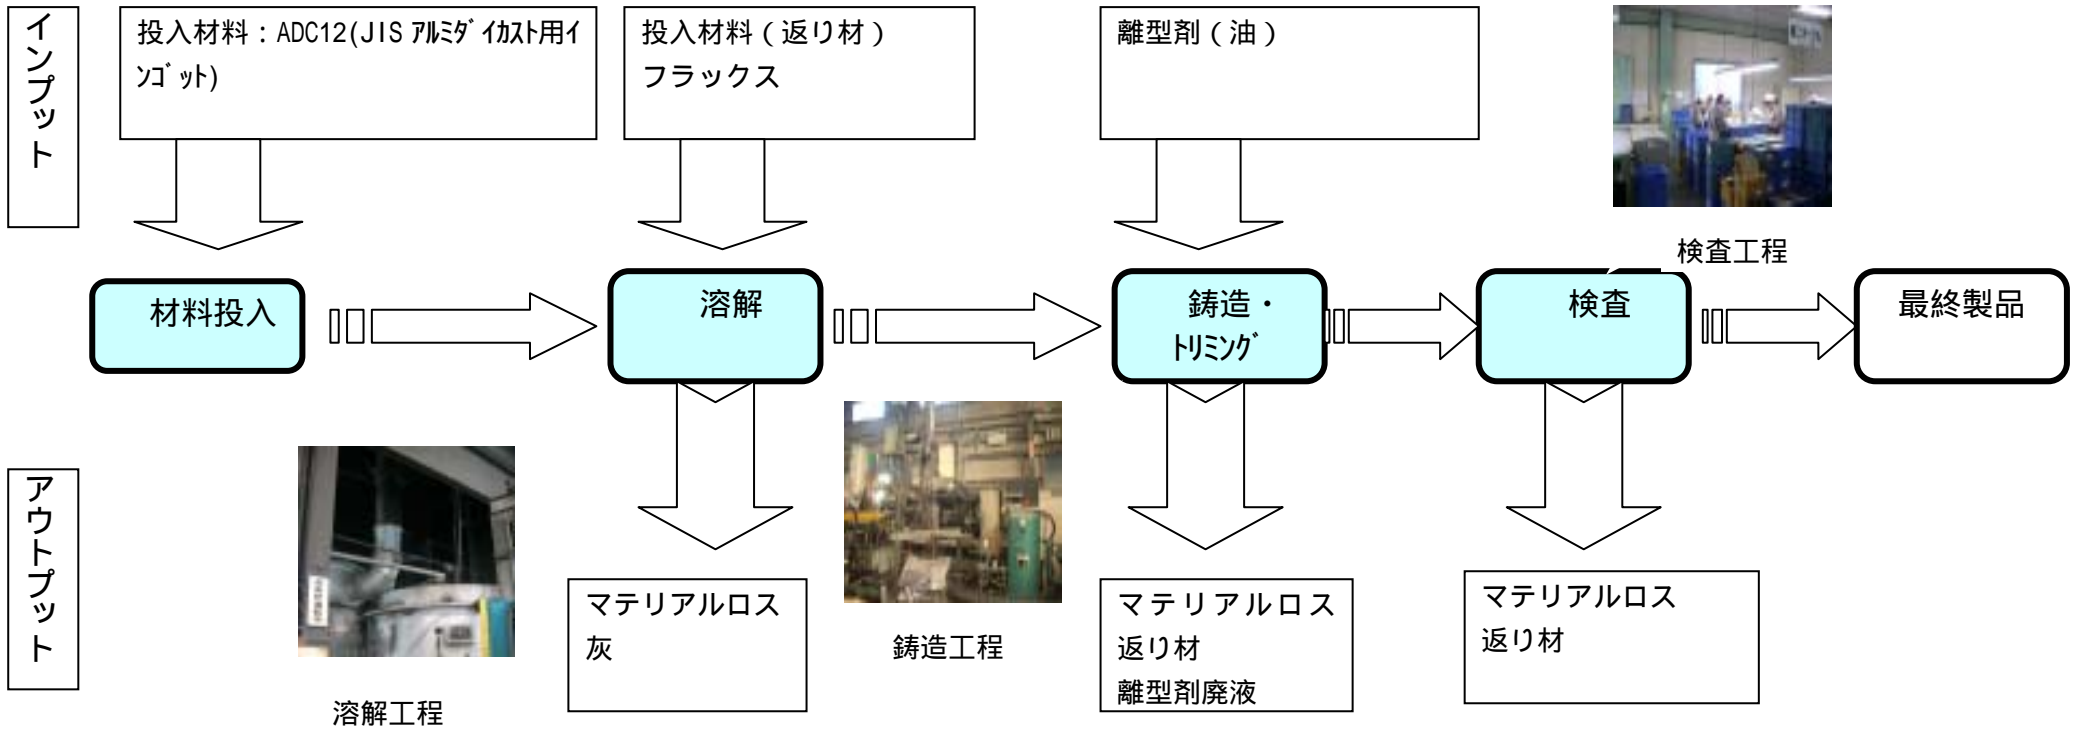 インプット
投入材料：ADC12(JIS ｱﾙﾐﾀﾞｲｶｽﾄ用ｲ
ﾝｺﾞｯﾄ)
投入材料（返り材）
フラックス
離型剤（油）
検査工程
材料投入
溶解
鋳造・
ﾄﾘﾐﾝｸﾞ
検査
最終製品
アウトプット
溶解工程
マテリアルロス
灰
鋳造工程
マテリアルロス
返り材
離型剤廃液
マテリアルロス
返り材